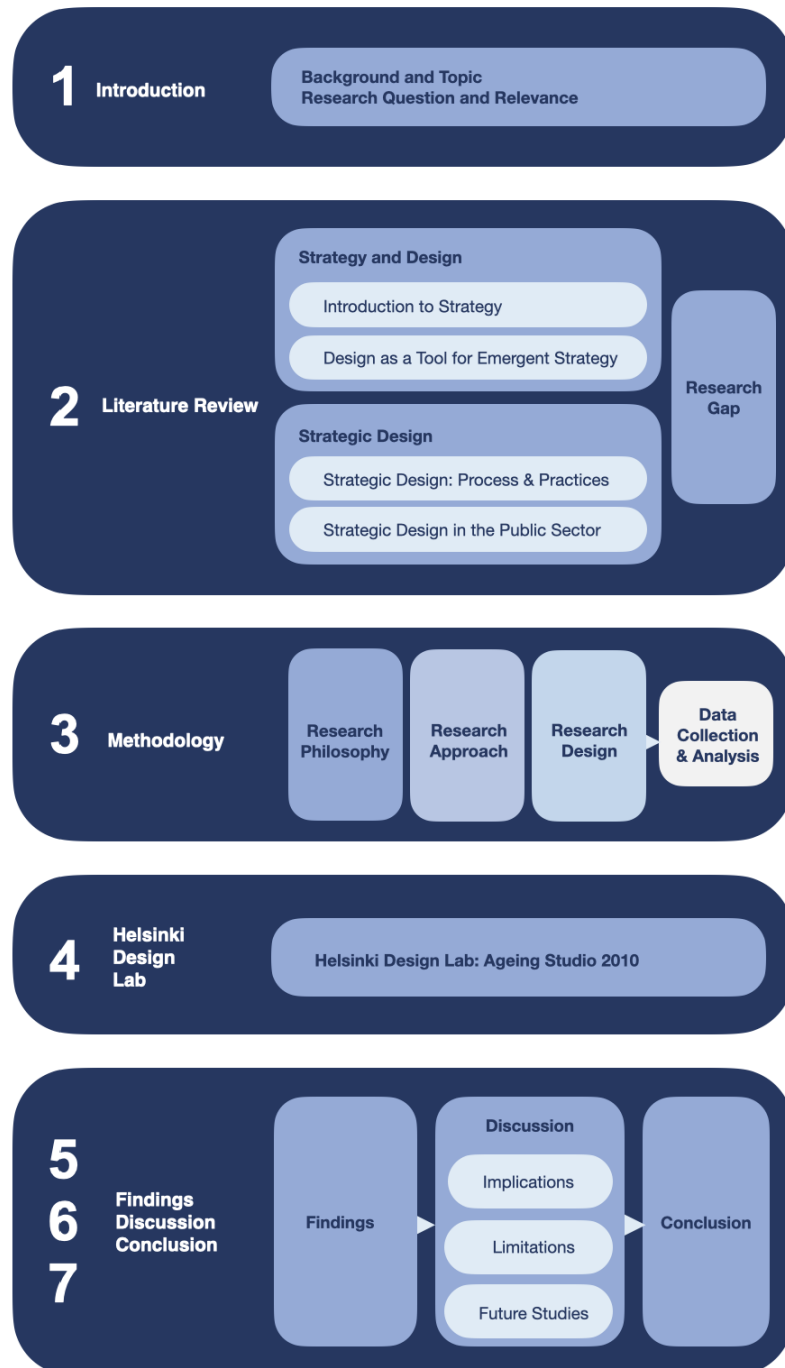 1
Introduction
Background and Topic
Research Question and Relevance
2
Literature Review
Strategy and Design
Introduction to Strategy
Design as a Tool for Emergent Strategy
Strategic Design
Strategic Design: Process & Practices
Strategic Design in the Public Sector
Research
Gap
3
Methodology
Research
Philosophy
Research
Approach
Research
Design
Data
Collection
& Analysis
4
Helsinki
Design
Lab
Helsinki Design Lab: Ageing Studio 2010
5
6
7
Findings
Discussion
Conclusion
Findings
Discussion
Implications
Limitations
Future Studies
Conclusion